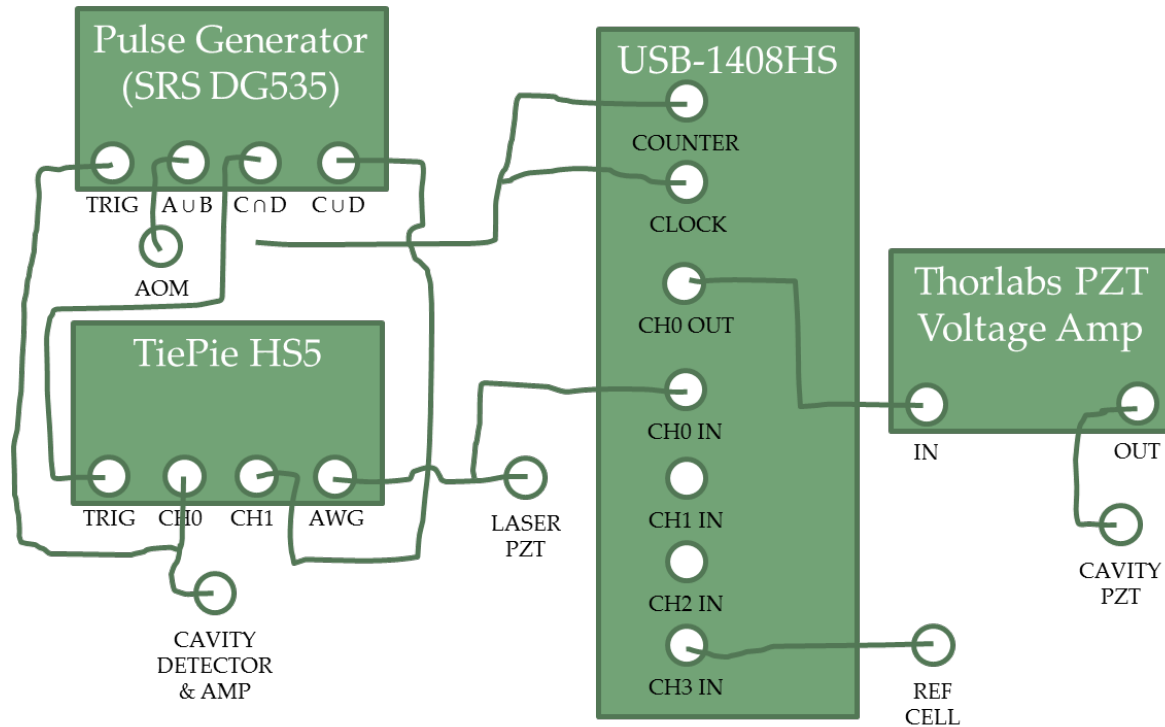 Pulse Generator
(SRS DG535)
TRIG
A∪B
C∩D
C∪D
AOM
TiePie HS5
TRIG
CH0
CH1
AWG
CAVITY
DETECTOR
& AMP
LASER
PZT
USB-1408HS
COUNTER
CLOCK
CH0 OUT
CH0 IN
CH1 IN
CH2 IN
CH3 IN
Thorlabs PZT
Voltage Amp
IN
OUT
CAVITY
PZT
REF
CELL